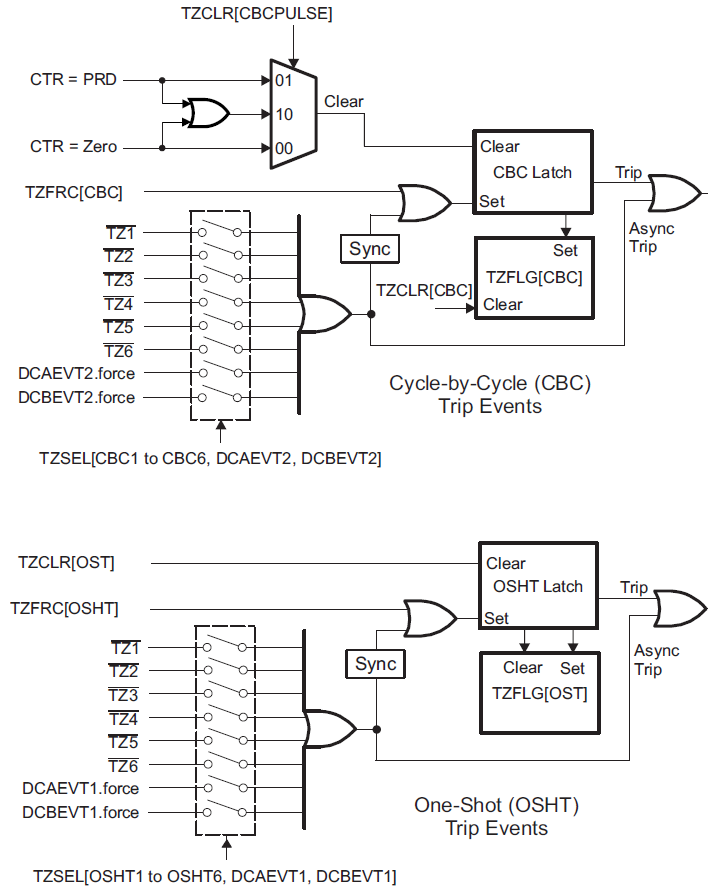 TZCLR[CBCPULSE]
CTR = PRD
01
Clear
10
CTR = Zero
00
Clear
CBC Latch
Trip
TZFRC[CBC]
Set
Async
Trip
TZ1
Sync
Set
TZ2
TZFLG[CBC]
TZ3
TZCLR[CBC]
Clear
TZ4
TZ5
TZ6
DCAEVT2.force
Cycle-by-Cycle (CBC)
Trip Events
DCBEVT2.force
TZSEL[CBC1 to CBC6, DCAEVT2, DCBEVT2]
TZCLR[OST]
Clear
OSHT Latch
Trip
TZFRC[OSHT]
Set
Async
Trip
TZ1
Sync
Clear Set
TZ2
TZFLG[OST]
TZ3
TZ4
TZ5
TZ6
DCAEVT1.force
One-Shot (OSHT)
Trip Events
DCBEVT1.force
TZSEL[OSHT1 to OSHT6, DCAEVT1, DCBEVT1]